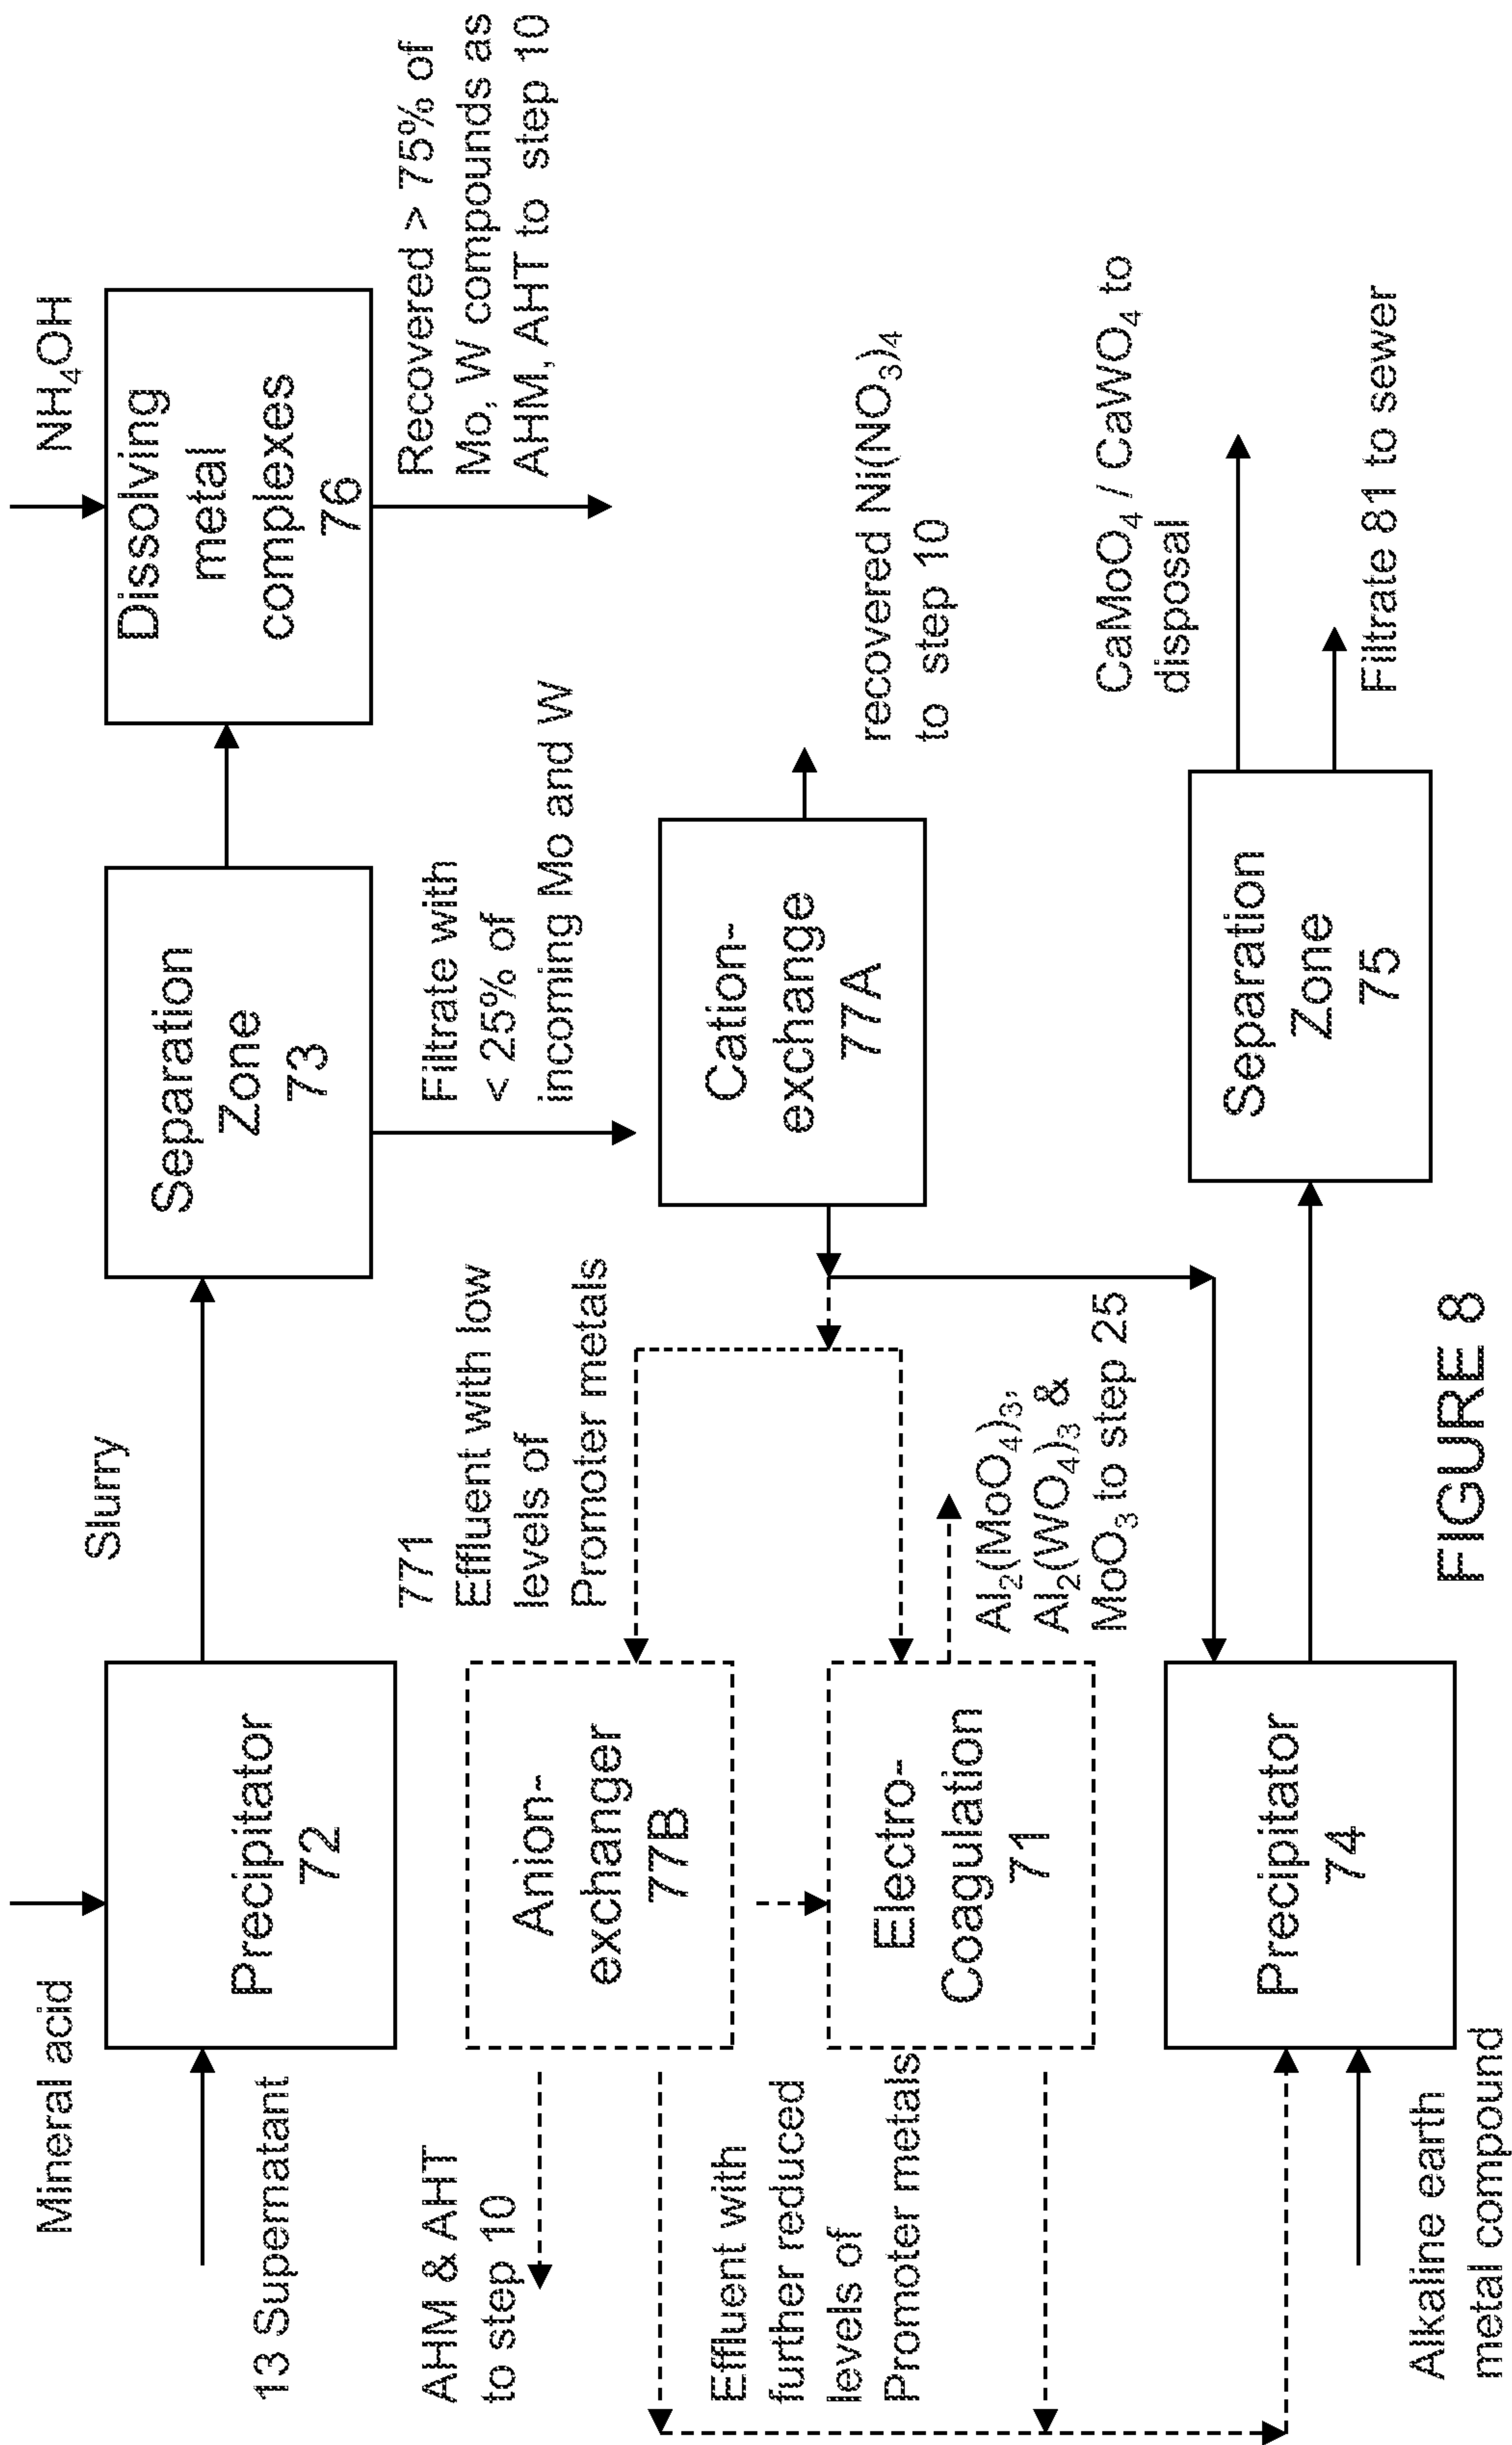 Mineral acid
13 Supernatant
Precipitator
72
Slurry
Separation
Zone
73
NH₄OH
Dissolving
metal
complexes
76
Recovered > 75% of
Mo, W compounds as
AHM, AHT to step 10
Filtrate with
< 25% of
incoming Mo and W
771
Effluent with low
levels of
Promoter metals
AHM & AHT
to step 10
Anion-
exchanger
77B
Cation-
exchange
77A
recovered Ni(NO₃)₄
to step 10
Effluent with
further reduced
levels of
Promoter metals
Electro-
Coagulation
71
Al₂(MoO₄)₃,
Al₂(WO₄)₃ &
MoO₃ to step 25
Precipitator
74
Alkaline earth
metal compound
Separation
Zone
75
CaMoO₄ / CaWO₄ to
disposal
Filtrate 81 to sewer
FIGURE 8